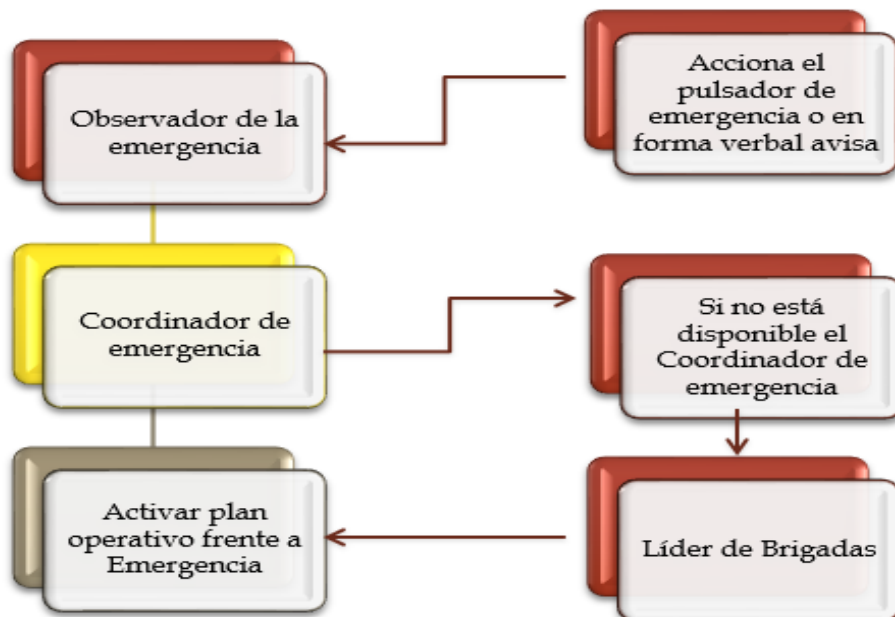 Observador de la
emergencia
Acciona el
pulsador de
emergencia o en
forma verbal avisa
Coordinador de
emergencia
Si no está
disponible el
Coordinador de
emergencia
Activar plan
operativo frente a
Emergencia
Líder de Brigadas